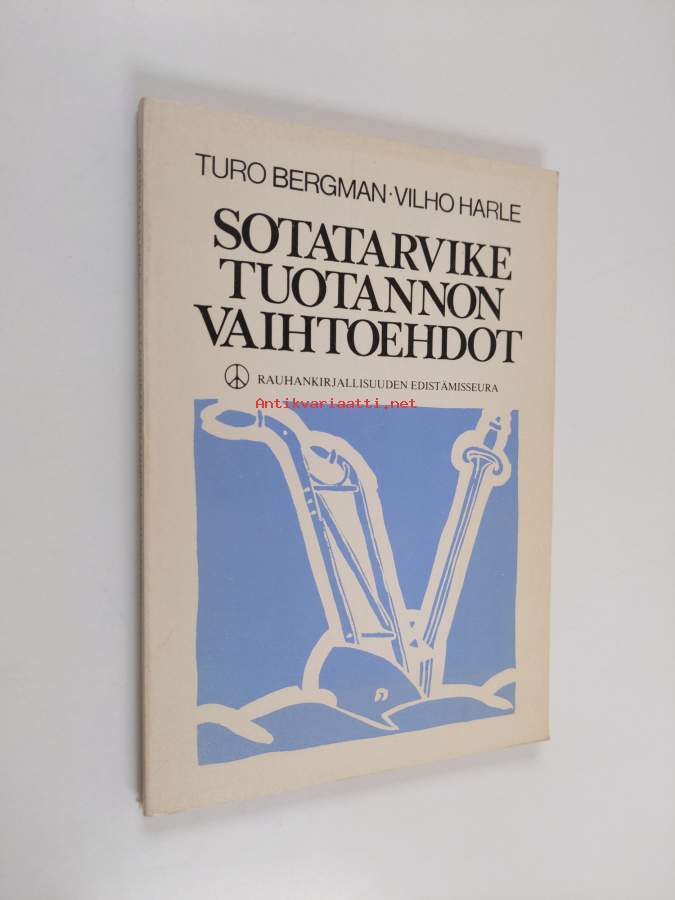 TURO BERGMAN·VILHO HARLE
SOTATARVIKE
TUOTANNON
VAIHTOEHDOT
RAUHANKIRJALLISUUDEN EDISTÄMISSEURA
Antikvariaatti.net